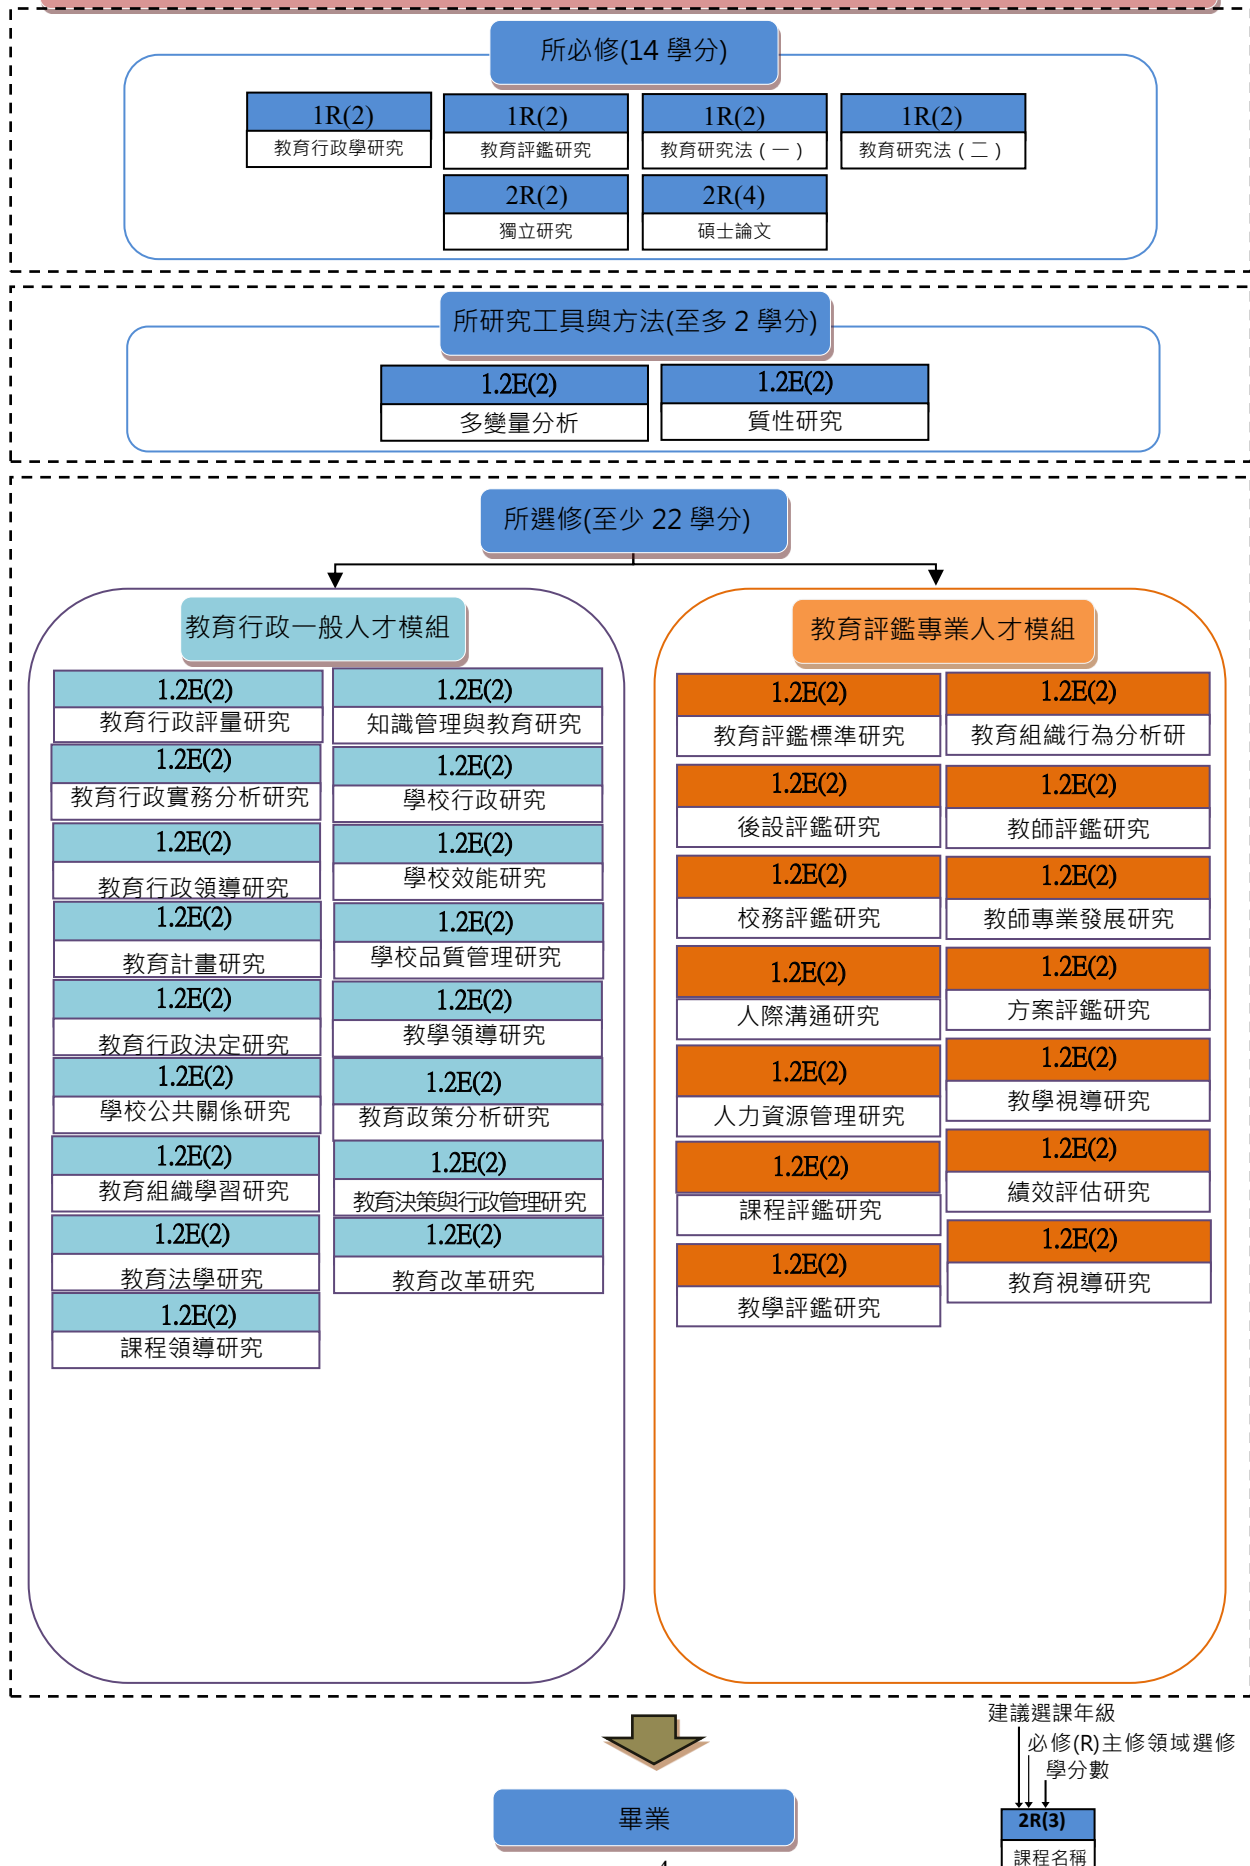 所必修(14 學分)
1R(2)
教育行政學研究
1R(2)
教育評鑑研究
1R(2)
教育研究法（一）
1R(2)
教育研究法（二）
2R(2)
獨立研究
2R(4)
碩士論文
所研究工具與方法(至多 2 學分)
1.2E(2)
多變量分析
1.2E(2)
質性研究
所選修(至少 22 學分)
教育行政一般人才模組
1.2E(2)
教育行政評量研究
1.2E(2)
教育行政實務分析研究
1.2E(2)
教育行政領導研究
1.2E(2)
教育計畫研究
1.2E(2)
教育行政決定研究
1.2E(2)
學校公共關係研究
1.2E(2)
教育組織學習研究
1.2E(2)
教育法學研究
1.2E(2)
課程領導研究
1.2E(2)
知識管理與教育研究
1.2E(2)
學校行政研究
1.2E(2)
學校效能研究
1.2E(2)
學校品質管理研究
1.2E(2)
教學領導研究
1.2E(2)
教育政策分析研究
1.2E(2)
教育決策與行政管理研究
1.2E(2)
教育改革研究
教育評鑑專業人才模組
1.2E(2)
教育評鑑標準研究
1.2E(2)
後設評鑑研究
1.2E(2)
校務評鑑研究
1.2E(2)
人際溝通研究
1.2E(2)
人力資源管理研究
1.2E(2)
課程評鑑研究
1.2E(2)
教學評鑑研究
1.2E(2)
教育組織行為分析研
1.2E(2)
教師評鑑研究
1.2E(2)
教師專業發展研究
1.2E(2)
方案評鑑研究
1.2E(2)
教學視導研究
1.2E(2)
績效評估研究
1.2E(2)
教育視導研究
畢業
建議選課年級
必修(R)主修領域選修
學分數
2R(3)
課程名稱